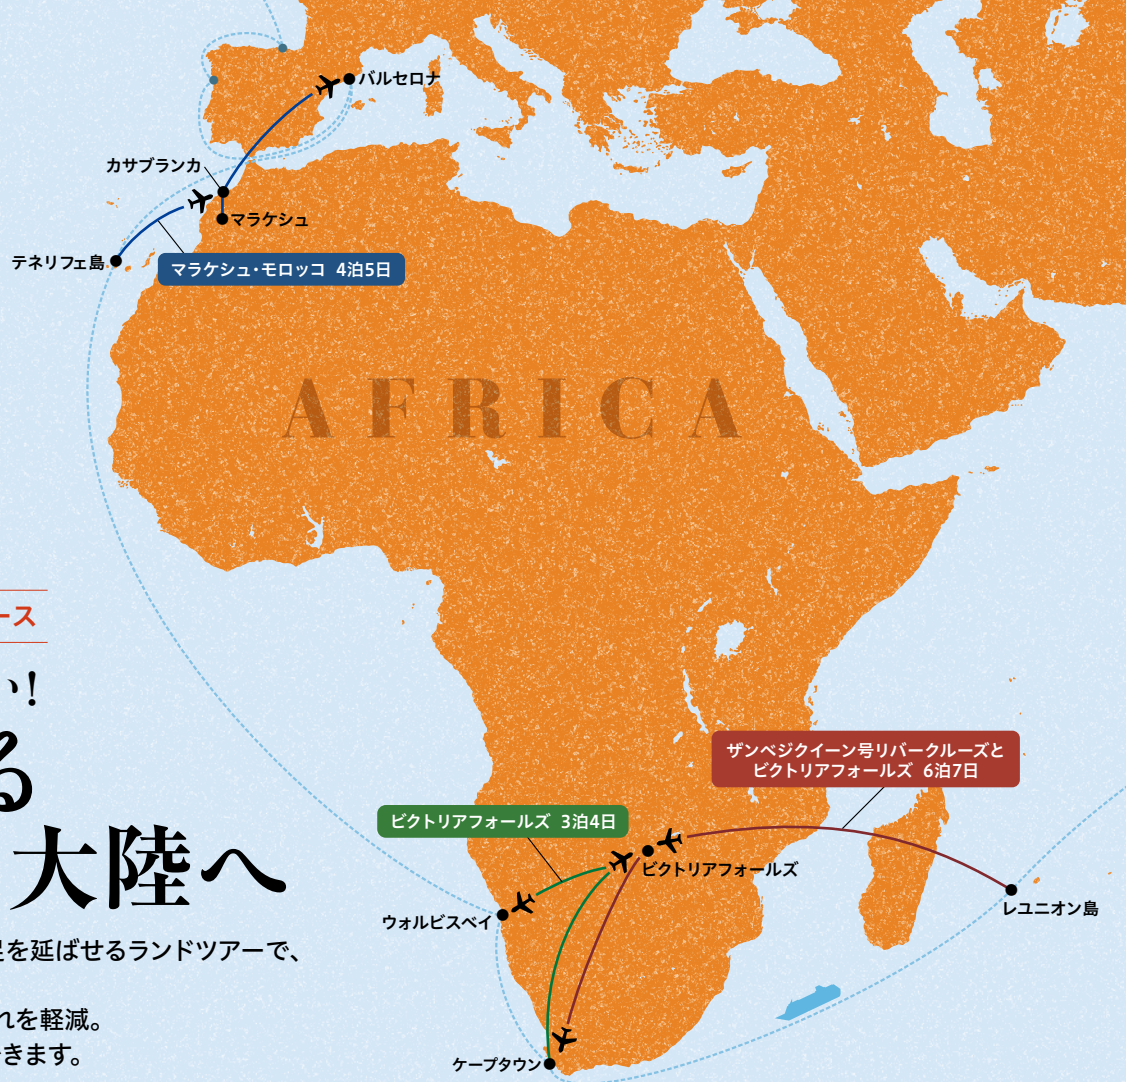 バルセロナ
カサブランカ
マラケシュ
テネリフェ島
マラケシュ・モロッコ 4泊5日
AFRICA
ース
い!
る
大陸へ
足を延ばせるランドツアーで、
れを軽減。
きます。
ザンベジクイーン号リバークルーズと
ビクトリアフォールズ 6泊7日
ビクトリアフォールズ 3泊4日
ビクトリアフォールズ
ウォルビスベイ
レユニオン島
ケープタウン